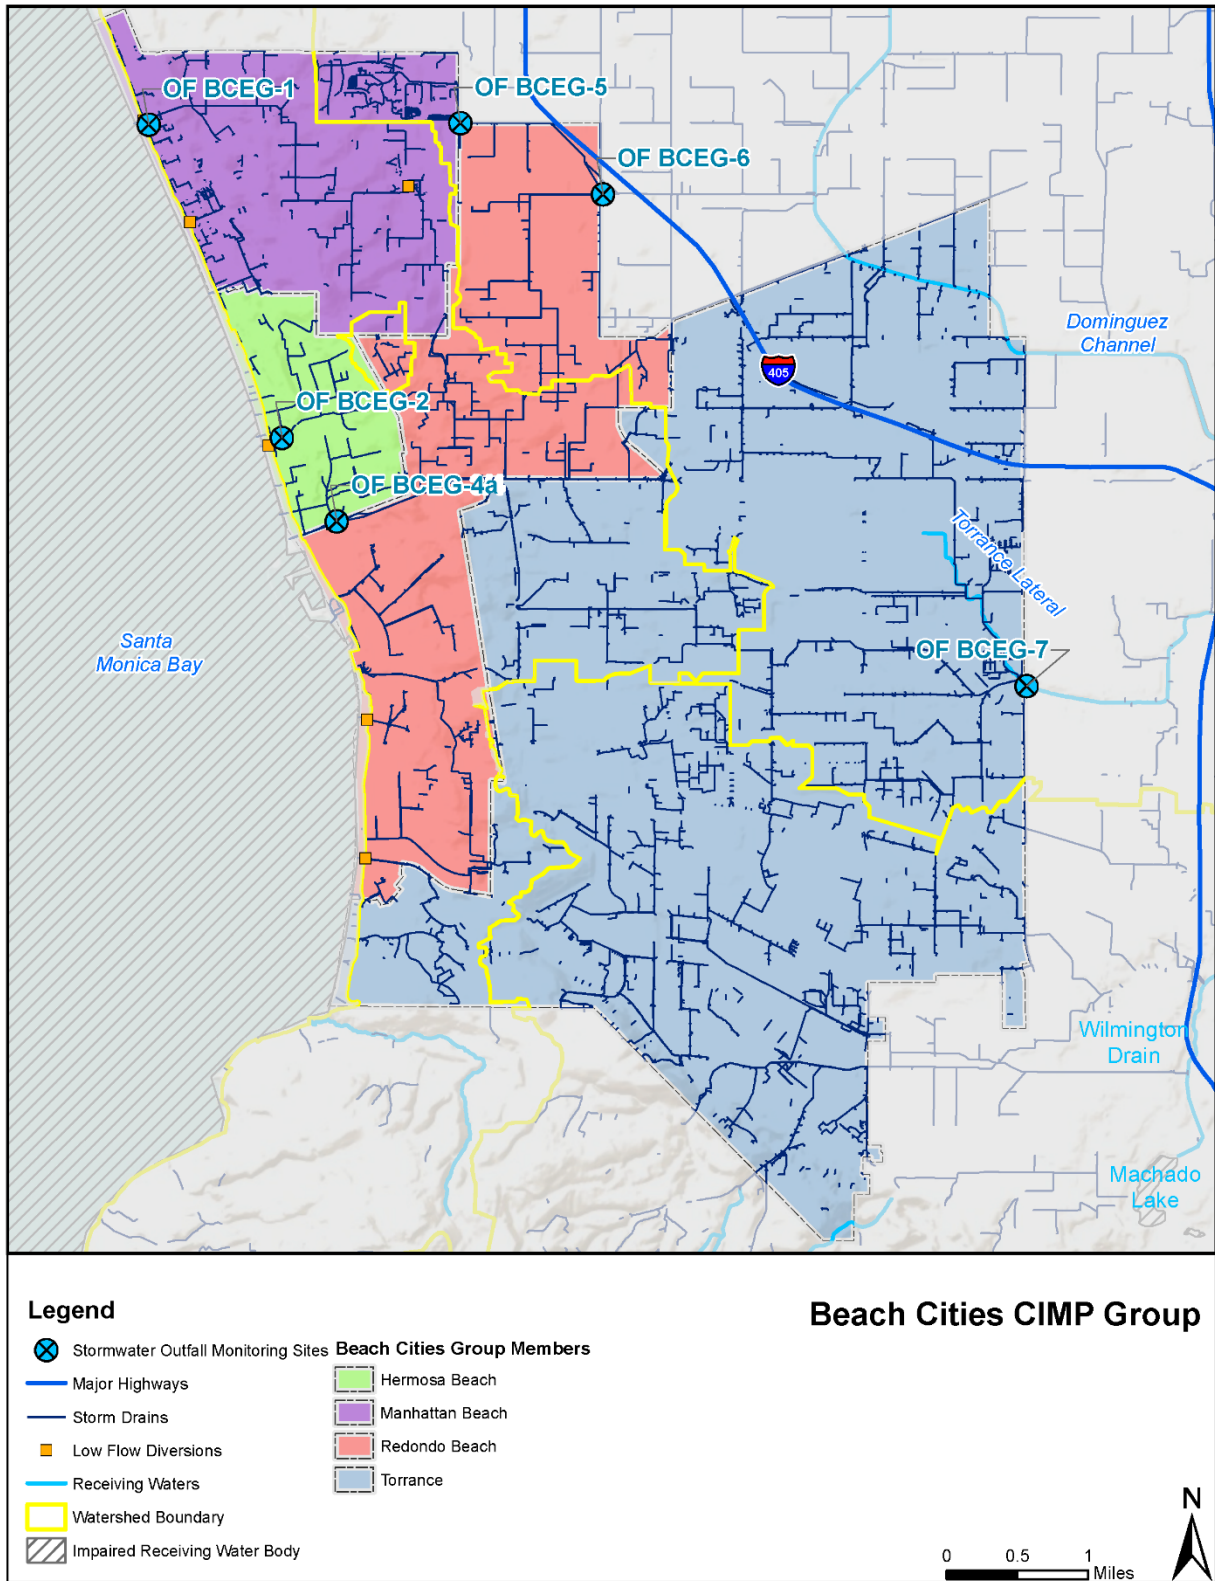 OF BCEG-1
OF BCEG-5
OF BCEG-6
Dominguez
Channel
405
OF BCEG-2
OF BCEG-4a
Torrance Lateral
Santa
Monica Bay
OF BCEG-7
Wilmington
Drain
Machado
Lake
Legend
Beach Cities CIMP Group
Stormwater Outfall Monitoring Sites
Major Highways
Storm Drains
Low Flow Diversions
Receiving Waters
Watershed Boundary
Impaired Receiving Water Body
Beach Cities Group Members
Hermosa Beach
Manhattan Beach
Redondo Beach
Torrance
N
0 0.5 1
Miles